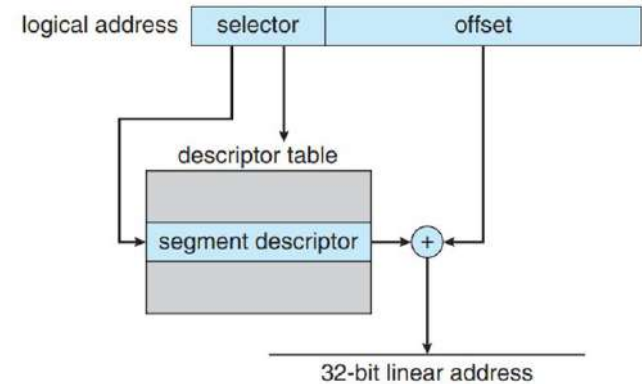 logical address selector offset
descriptor table
segment descriptor +
32-bit linear address